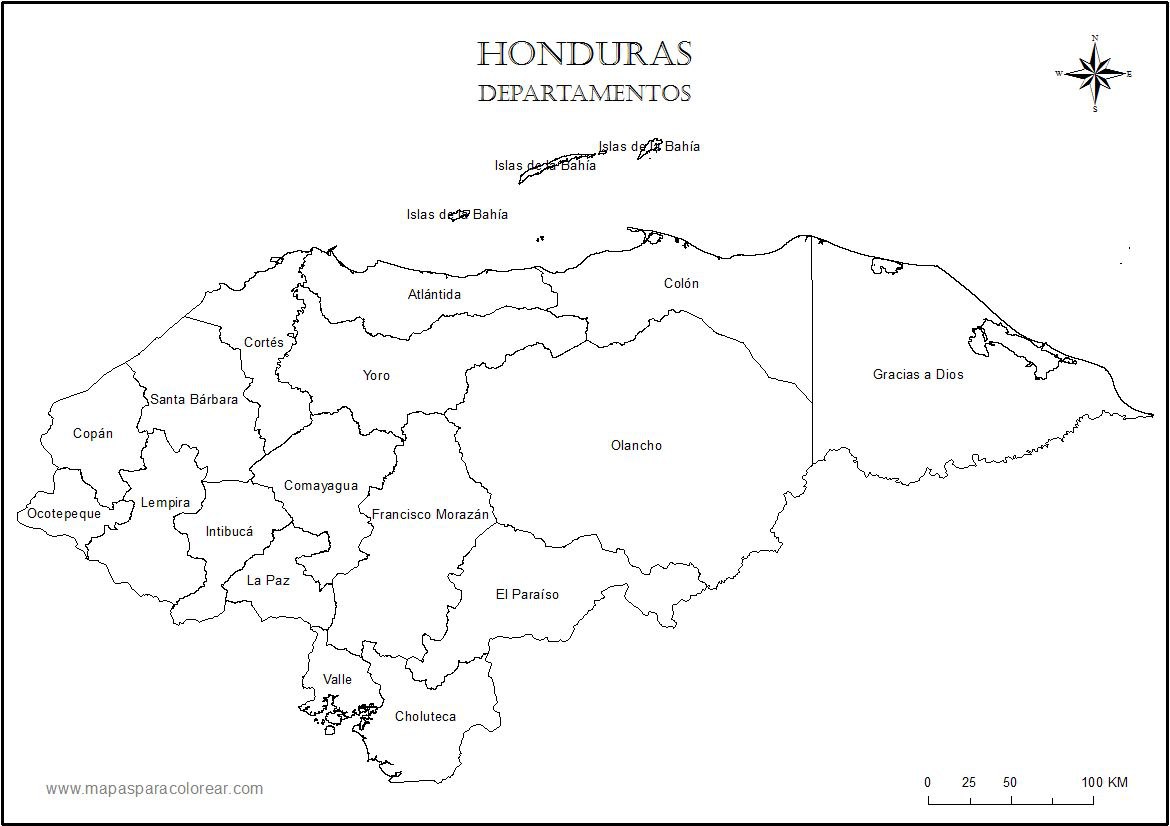 HONDURAS
DEPARTAMENTOS
N
W E
S
Islas de la Bahía
Islas de la Bahía
Islas de la Bahía
Colón
Atlántida
Cortés
Yoro
Gracias a Dios
Santa Bárbara
Copán
Olancho
Comayagua
Lempira
Ocotepeque
Francisco Morazán
Intibucá
La Paz
El Paraíso
Valle
Choluteca
www.mapasparacolorear.com
0 25 50 100 KM